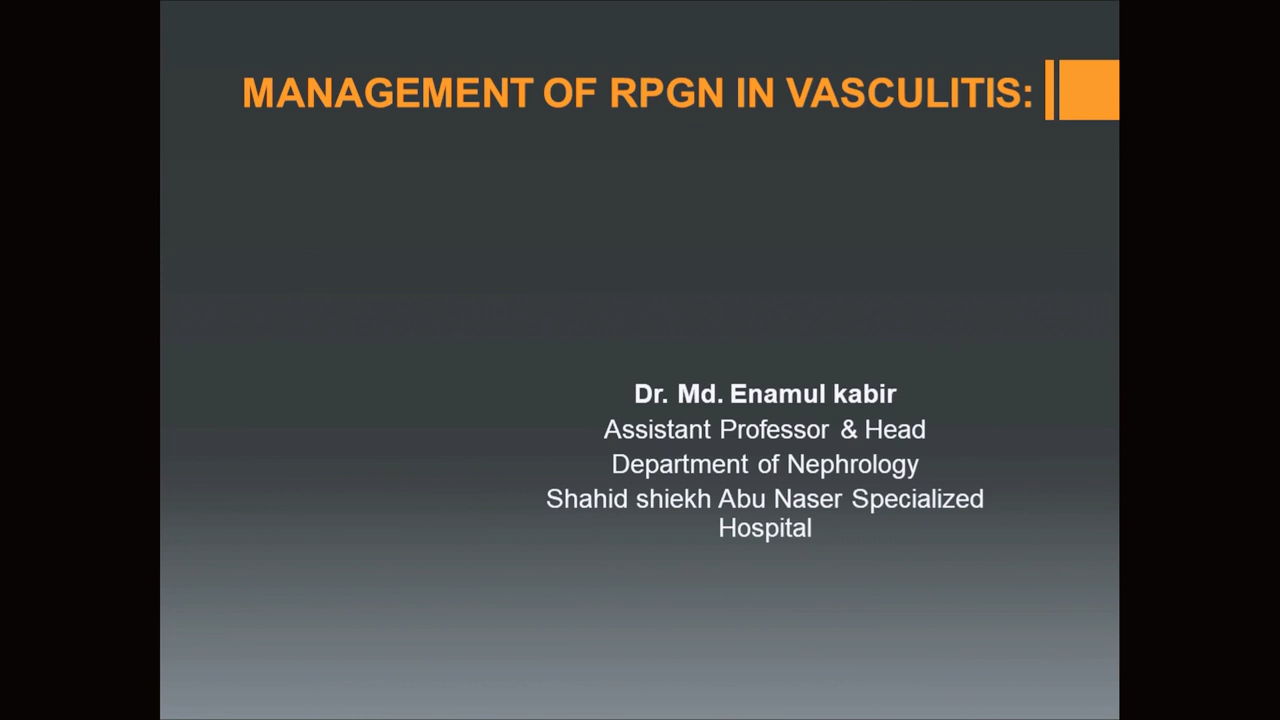 MANAGEMENT OF RPGN IN VASCULITIS:
Dr. Md. Enamul kabir
Assistant Professor & Head
Department of Nephrology
Shahid shiekh Abu Naser Specialized
Hospital